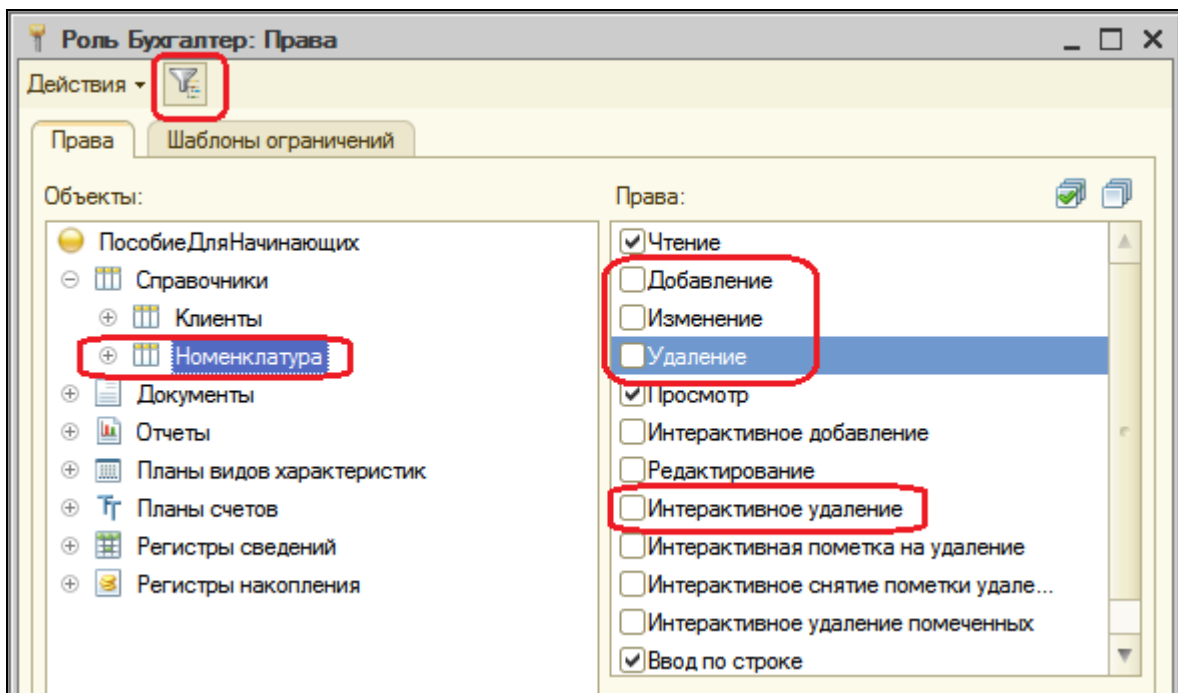 Роль Бухгалтер: Права
Действия
Права
Шаблоны ограничений
Объекты:
ПособиеДляНачинающих
Справочники
Клиенты
Номенклатура
Документы
Отчеты
Планы видов характеристик
Планы счетов
Регистры сведений
Регистры накопления
Права:
Чтение
Добавление
Изменение
Удаление
Просмотр
Интерактивное добавление
Редактирование
Интерактивное удаление
Интерактивная пометка на удаление
Интерактивное снятие пометки удале...
Интерактивное удаление помеченных
Ввод по строке